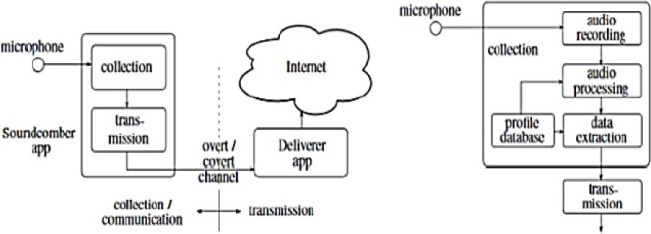 microphone
collection
trans-
mission
Soundcomber
app
overt /
covert
channel
Internet
Deliverer
app
collection /
communication
transmission
microphone
collection
audio
recording
audio
processing
profile
database
data
extraction
trans-
mission